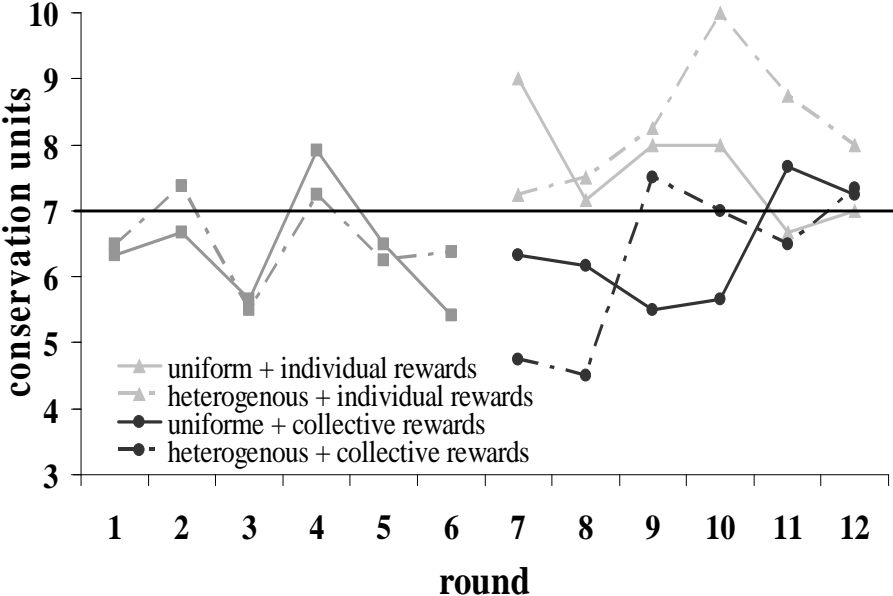 conservation units
10
9
8
7
6
5
4
3
uniform + individual rewards
heterogenous + individual rewards
uniforme + collective rewards
heterogenous + collective rewards
1 2 3 4 5 6 7 8 9 10 11 12
round